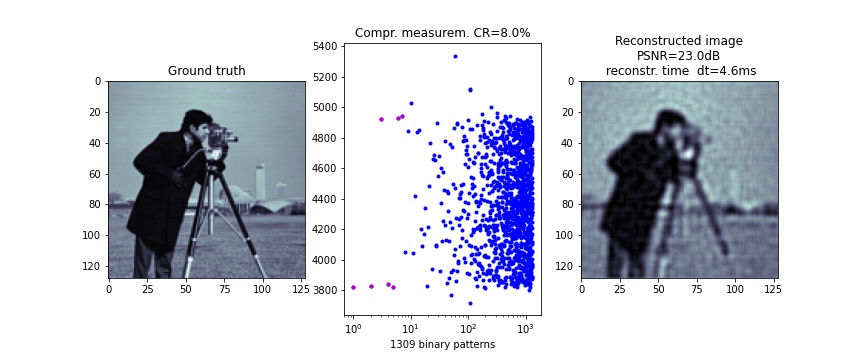 Ground truth
0
20
40
60
80
100
120
0 25 50 75 100 125
Compr. measurem. CR=8.0%
5400
5200
5000
4800
4600
4400
4200
4000
3800
10⁰ 10¹ 10² 10³
1309 binary patterns
Reconstructed image
PSNR=23.0dB
reconstr. time dt=4.6ms
0
20
40
60
80
100
120
0 25 50 75 100 125